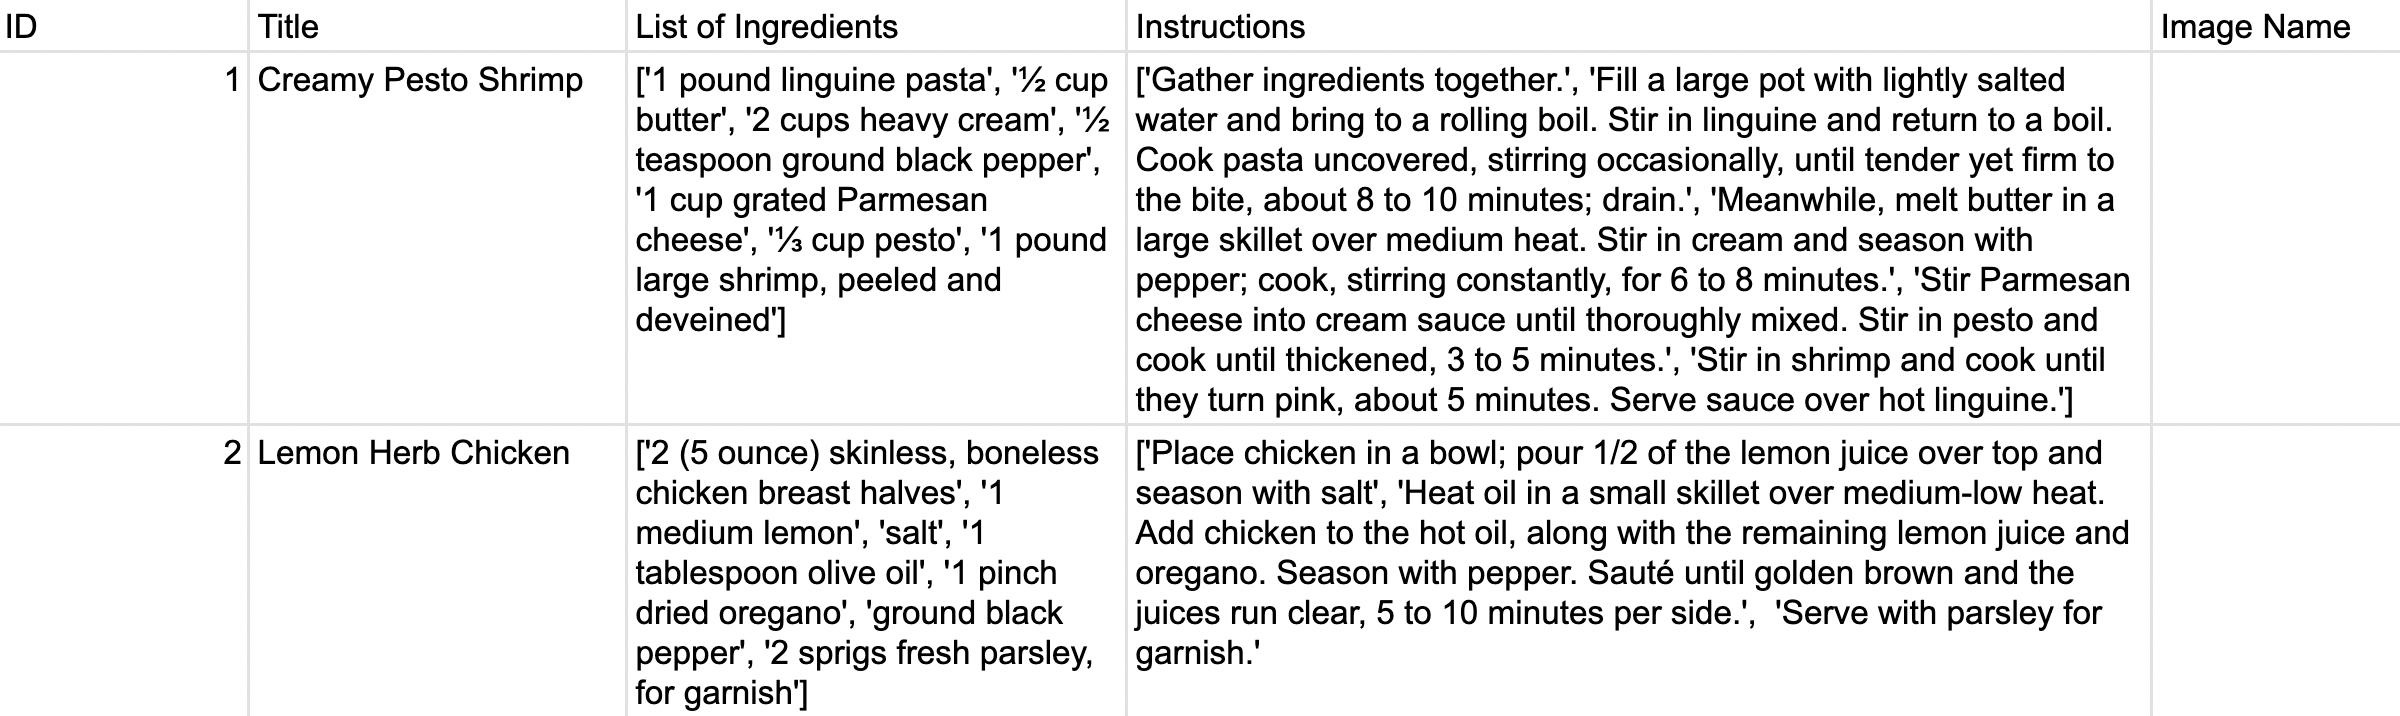 ID Title List of Ingredients Instructions Image Name
1 Creamy Pesto Shrimp
['1 pound linguine pasta', '½ cup
butter', '2 cups heavy cream', '½
teaspoon ground black pepper',
'1 cup grated Parmesan
cheese', '⅓ cup pesto', '1 pound
large shrimp, peeled and
deveined']
['Gather ingredients together.', 'Fill a large pot with lightly salted
water and bring to a rolling boil. Stir in linguine and return to a boil.
Cook pasta uncovered, stirring occasionally, until tender yet firm to
the bite, about 8 to 10 minutes; drain.', 'Meanwhile, melt butter in a
large skillet over medium heat. Stir in cream and season with
pepper; cook, stirring constantly, for 6 to 8 minutes.', 'Stir Parmesan
cheese into cream sauce until thoroughly mixed. Stir in pesto and
cook until thickened, 3 to 5 minutes.', 'Stir in shrimp and cook until
they turn pink, about 5 minutes. Serve sauce over hot linguine.']
2 Lemon Herb Chicken
['2 (5 ounce) skinless, boneless
chicken breast halves', '1
medium lemon', 'salt', '1
tablespoon olive oil', '1 pinch
dried oregano', 'ground black
pepper', '2 sprigs fresh parsley,
for garnish']
['Place chicken in a bowl; pour 1/2 of the lemon juice over top and
season with salt', 'Heat oil in a small skillet over medium-low heat.
Add chicken to the hot oil, along with the remaining lemon juice and
oregano. Season with pepper. Sauté until golden brown and the
juices run clear, 5 to 10 minutes per side.',  'Serve with parsley for
garnish.'